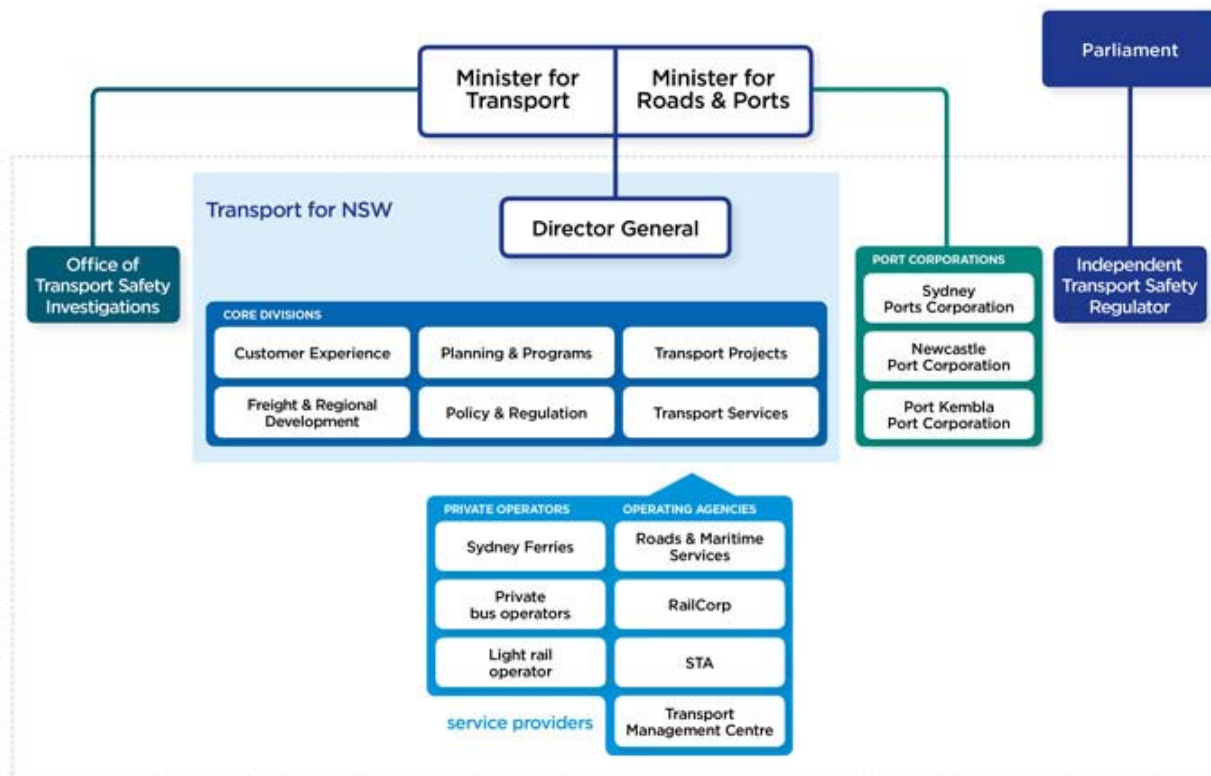 Parliament
Minister for
Transport
Minister for
Roads & Ports
Transport for NSW
Director General
Office of
Transport Safety
Investigations
PORT CORPORATIONS
Sydney
Ports Corporation
Newcastle
Port Corporation
Port Kembla
Port Corporation
Independent
Transport Safety
Regulator
CORE DIVISIONS
Customer Experience
Planning & Programs
Transport Projects
Freight & Regional
Development
Policy & Regulation
Transport Services
PRIVATE OPERATORS
Sydney Ferries
Private
bus operators
Light rail
operator
service providers
OPERATING AGENCIES
Roads & Maritime
Services
RailCorp
STA
Transport
Management Centre